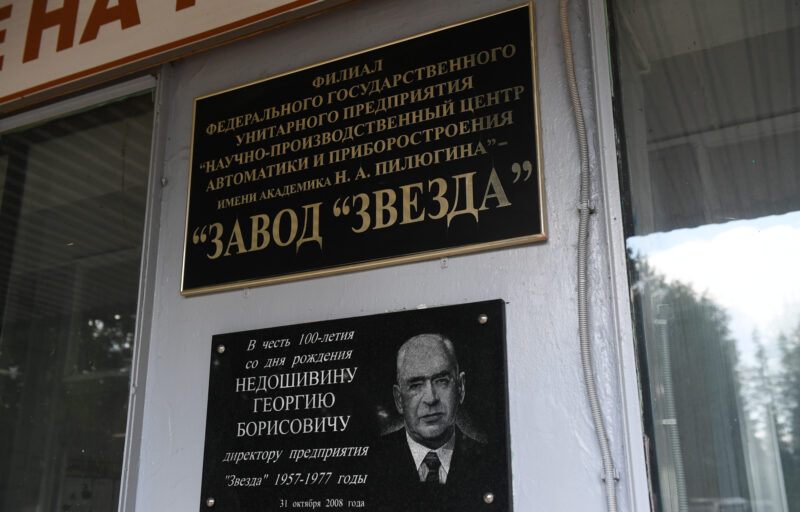 Е НА
ФИЛИАЛ
ФЕДЕРАЛЬНОГО ГОСУДАРСТВЕННОГО
УНИТАРНОГО ПРЕДПРИЯТИЯ
“НАУЧНО-ПРОИЗВОДСТВЕННЫЙ ЦЕНТР
АВТОМАТИКИ И ПРИБОРОСТРОЕНИЯ
ИМЕНИ АКАДЕМИКА Н. А. ПИЛЮГИНА”–
“ЗАВОД “ЗВЕЗДА”
В честь 100-летия
со дня рождения
НЕДОШИВИНУ
ГЕОРГИЮ
БОРИСОВИЧУ
директору предприятия
"Звезда" 1957-1977 годы
31 октября 2008 года